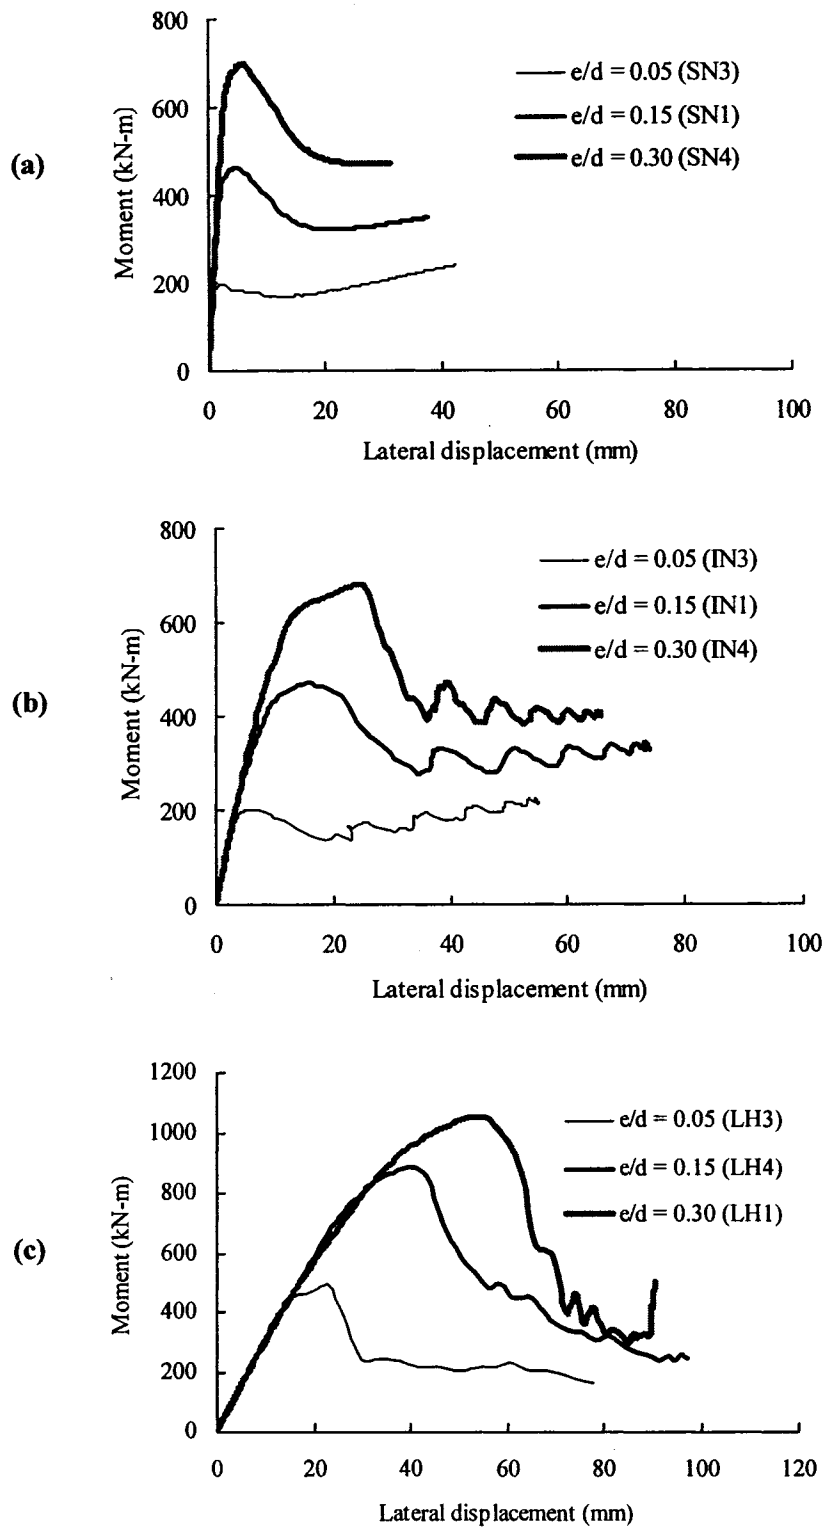 (a)
Moment (kN-m)
800
600
400
200
0
0 20 40 60 80 100
Lateral displacement (mm)
e/d = 0.05 (SN3)
e/d = 0.15 (SN1)
e/d = 0.30 (SN4)
(b)
Moment (kN-m)
800
600
400
200
0
0 20 40 60 80 100
Lateral displacement (mm)
e/d = 0.05 (IN3)
e/d = 0.15 (IN1)
e/d = 0.30 (IN4)
(c)
Moment (kN-m)
1200
1000
800
600
400
200
0
0 20 40 60 80 100 120
Lateral displacement (mm)
e/d = 0.05 (LH3)
e/d = 0.15 (LH4)
e/d = 0.30 (LH1)